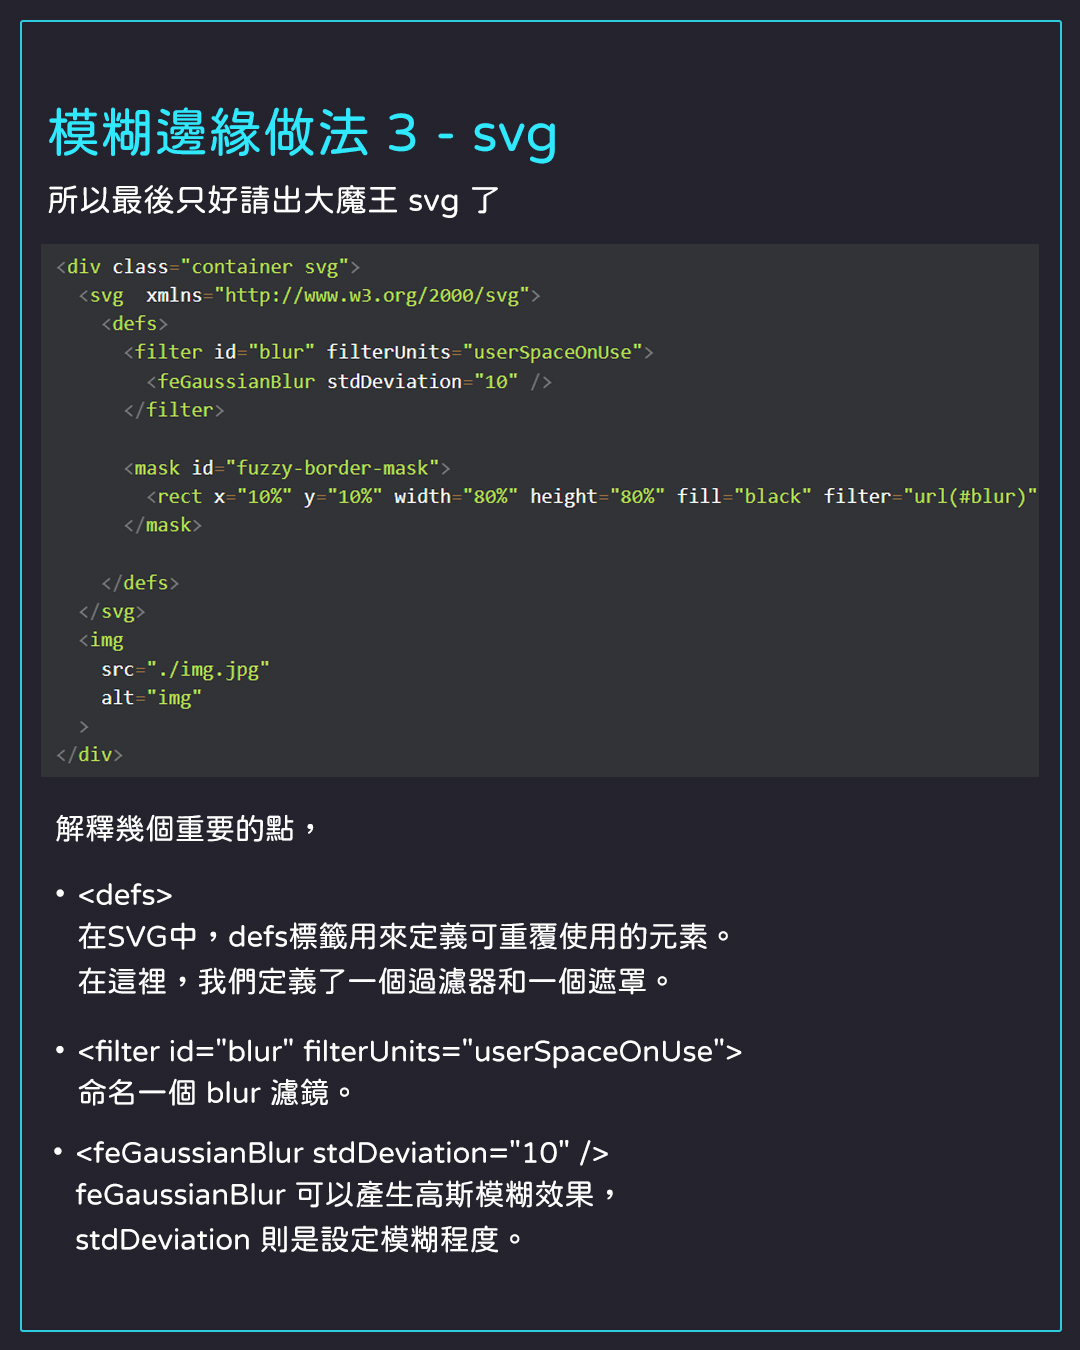 模糊邊緣做法 3 - svg
所以最後只好請出大魔王 svg 了
<div class="container svg">
  <svg  xmlns="http://www.w3.org/2000/svg">
    <defs>
      <filter id="blur" filterUnits="userSpaceOnUse">
        <feGaussianBlur stdDeviation="10" />
      </filter>
      <mask id="fuzzy-border-mask">
        <rect x="10%" y="10%" width="80%" height="80%" fill="black" filter="url(#blur)"
      </mask>
    </defs>
  </svg>
  <img
    src="./img.jpg"
    alt="img"
  >
</div>
解釋幾個重要的點，
• <defs>
在SVG中，defs標籤用來定義可重覆使用的元素。
在這裡，我們定義了一個過濾器和一個遮罩。
• <filter id="blur" filterUnits="userSpaceOnUse">
命名一個 blur 濾鏡。
• <feGaussianBlur stdDeviation="10" />
feGaussianBlur 可以產生高斯模糊效果，
stdDeviation 則是設定模糊程度。